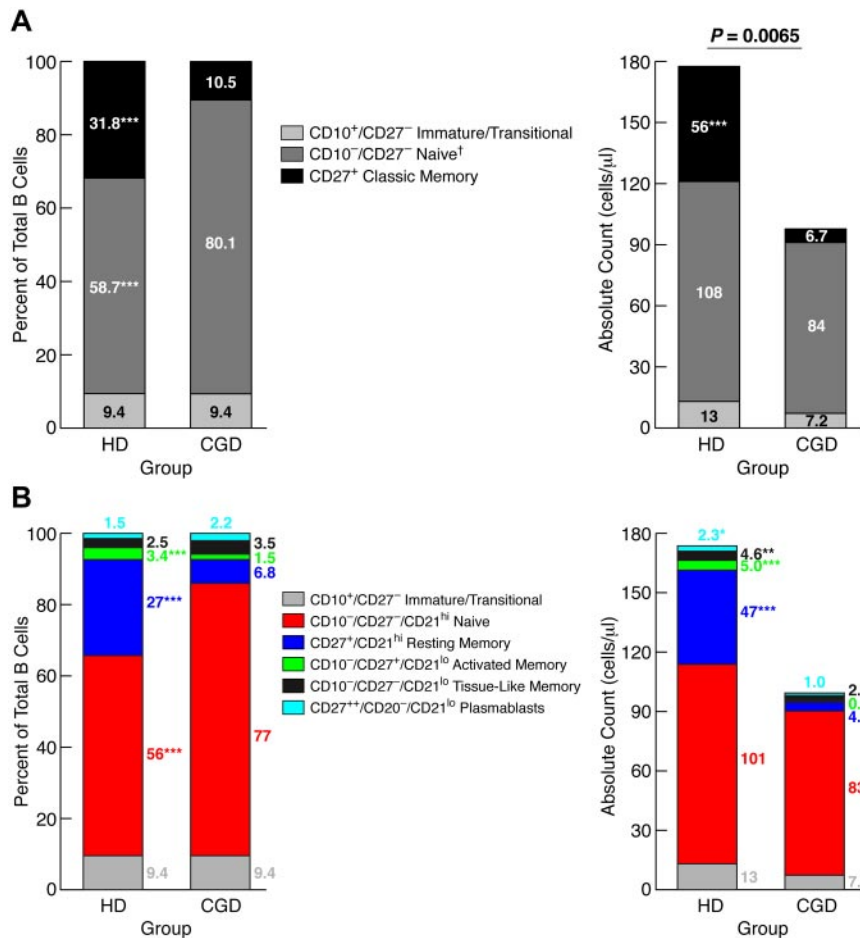 A
P = 0.0065
100
80
60
40
20
0
Percent of Total B Cells
31.8***
58.7***
9.4
10.5
80.1
9.4
HD
CGD
Group
CD10+/CD27− Immature/Transitional
CD10−/CD27− Naive†
CD27+ Classic Memory
180
150
120
90
60
30
0
Absolute Count (cells/µl)
56***
108
13
6.7
84
7.2
HD
CGD
Group
B
100
80
60
40
20
0
Percent of Total B Cells
1.5
2.5
3.4***
27***
56***
9.4
2.2
3.5
1.5
6.8
77
9.4
HD
CGD
Group
CD10+/CD27− Immature/Transitional
CD10−/CD27−/CD21hi Naive
CD27+/CD21hi Resting Memory
CD10−/CD27+/CD21lo Activated Memory
CD10−/CD27−/CD21lo Tissue-Like Memory
CD27++/CD20−/CD21lo Plasmablasts
180
150
120
90
60
30
0
Absolute Count (cells/µl)
2.3*
4.6**
5.0***
47***
101
13
1.0
2.
0.
4.
83
7.
HD
CGD
Group